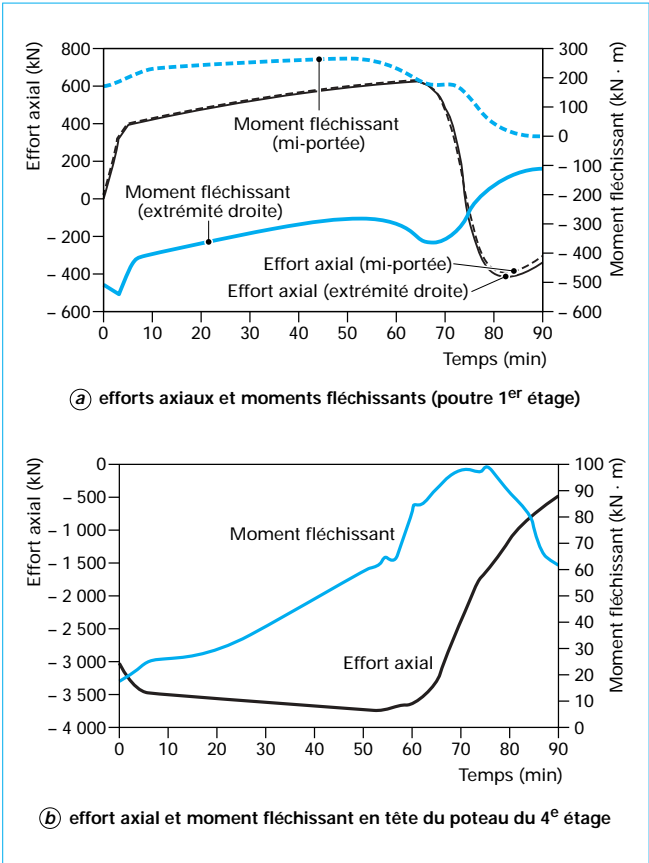 Effort axial (kN)
800
600
400
200
0
– 200
– 400
– 600
300
200
100
0
– 100
– 200
– 300
– 400
– 500
– 600
Moment fléchissant (kN · m)
Moment fléchissant
(mi-portée)
Moment fléchissant
(extrémité droite)
Effort axial (mi-portée)
Effort axial (extrémité droite)
0 10 20 30 40 50 60 70 80 90
Temps (min)
a efforts axiaux et moments fléchissants (poutre 1er étage)
Effort axial (kN)
0
– 500
– 1 000
– 1 500
– 2 000
– 2 500
– 3 000
– 3 500
– 4 000
100
90
80
70
60
50
40
30
20
10
0
Moment fléchissant (kN · m)
Moment fléchissant
Effort axial
0 10 20 30 40 50 60 70 80 90
Temps (min)
b effort axial et moment fléchissant en tête du poteau du 4e étage